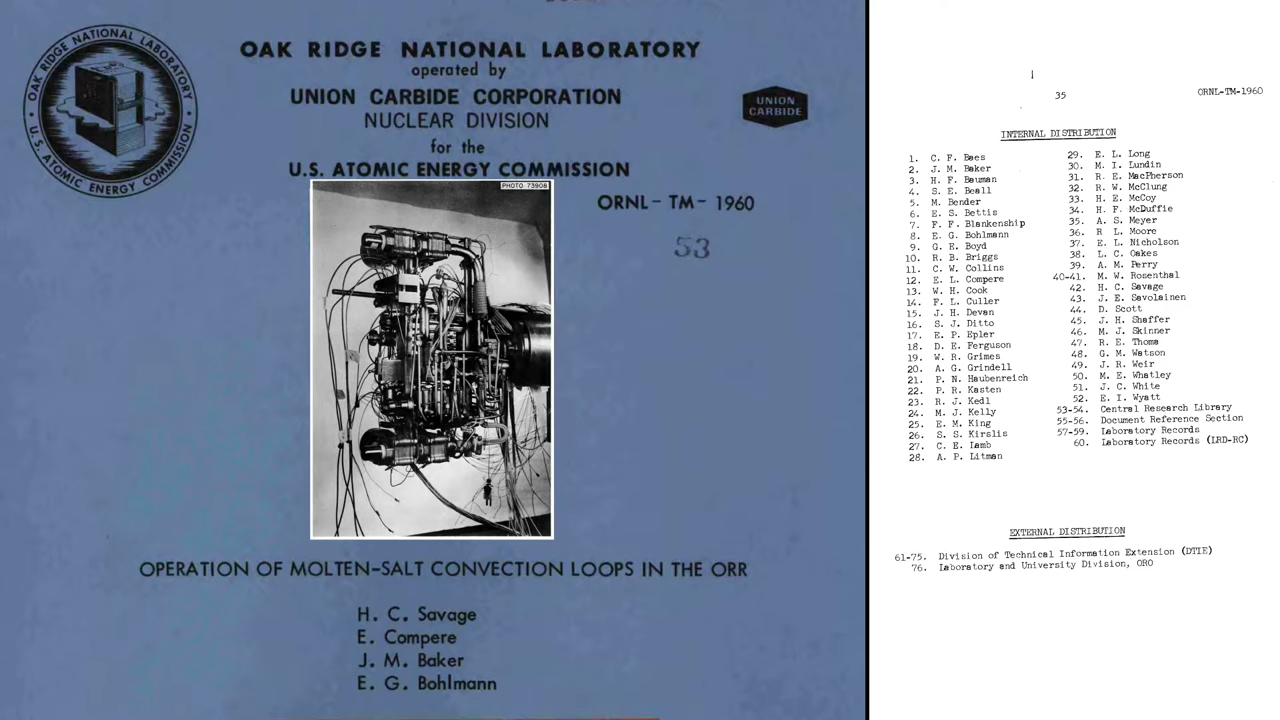 OAK RIDGE NATIONAL LABORATORY
operated by
UNION CARBIDE CORPORATION
NUCLEAR DIVISION
for the
U.S. ATOMIC ENERGY COMMISSION
OAK RIDGE NATIONAL LABORATORY
U.S. ATOMIC ENERGY COMMISSION
UNION
CARBIDE
PHOTO 73908
ORNL-TM-1960
53
OPERATION OF MOLTEN-SALT CONVECTION LOOPS IN THE ORR
H. C. Savage
E. Compere
J. M. Baker
E. G. Bohlmann
35
ORNL-TM-1960
INTERNAL DISTRIBUTION
1. C. F. Baes
2. J. M. Baker
3. H. F. Bauman
4. S. E. Beall
5. M. Bender
6. E. S. Bettis
7. F. F. Blankenship
8. E. G. Bohlmann
9. G. E. Boyd
10. R. B. Briggs
11. C. W. Collins
12. E. L. Compere
13. W. H. Cook
14. F. L. Culler
15. J. H. Devan
16. S. J. Ditto
17. E. P. Epler
18. D. E. Ferguson
19. W. R. Grimes
20. A. G. Grindell
21. P. N. Haubenreich
22. P. R. Kasten
23. R. J. Kedl
24. M. J. Kelly
25. E. M. King
26. S. S. Kirslis
27. C. E. Lamb
28. A. P. Litman
29. E. L. Long
30. M. I. Lundin
31. R. E. MacPherson
32. R. W. McClung
33. H. E. McCoy
34. H. F. McDuffie
35. A. S. Meyer
36. R L. Moore
37. E. L. Nicholson
38. L. C. Oakes
39. A. M. Perry
40-41. M. W. Rosenthal
42. H. C. Savage
43. J. E. Savolainen
44. D. Scott
45. J. H. Shaffer
46. M. J. Skinner
47. R. E. Thoma
48. G. M. Watson
49. J. R. Weir
50. M. E. Whatley
51. J. C. White
52. E. I. Wyatt
53-54. Central Research Library
55-56. Document Reference Section
57-59. Laboratory Records
60. Laboratory Records (LRD-RC)
EXTERNAL DISTRIBUTION
61-75. Division of Technical Information Extension (DTIE)
76. Laboratory and University Division, ORO